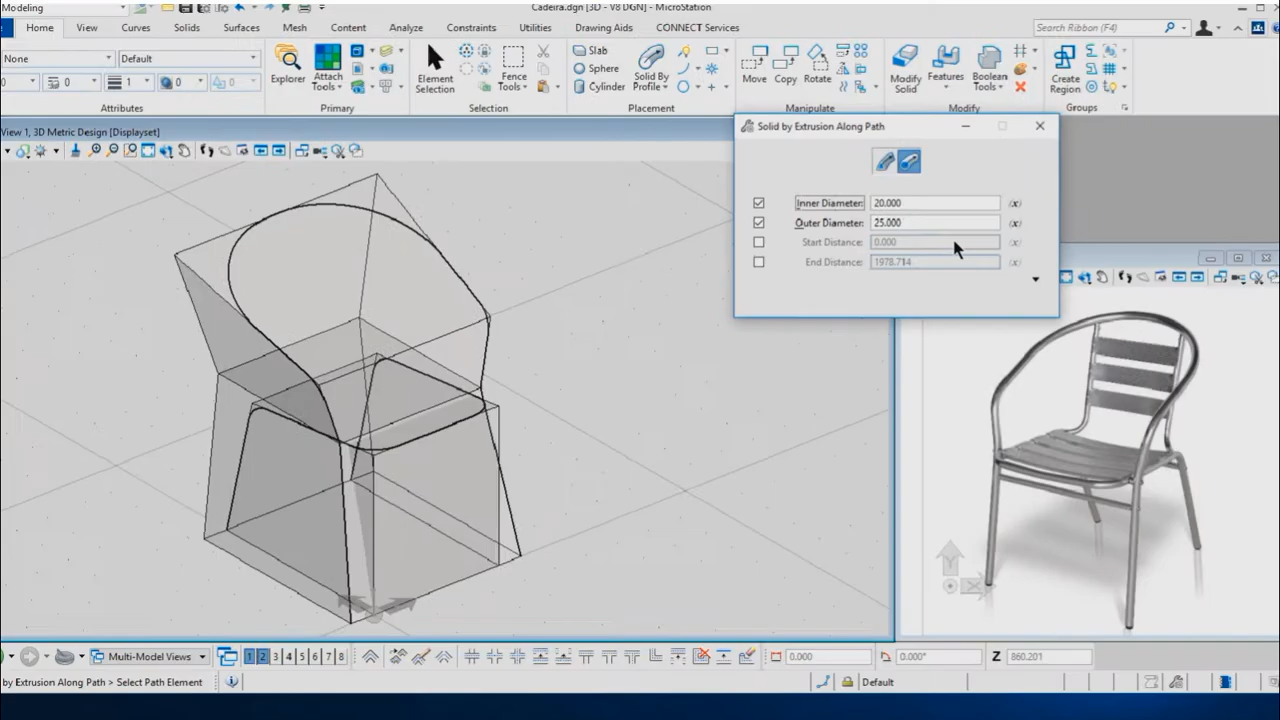 Modeling
Cadeira.dgn [3D - V8 DGN] - MicroStation
Home View Mesh Content Analyze Curves Solids Surfaces Constraints Utilities Drawing Aids CONNECT Services
Search Ribbon (F4)
None
Default
0 0 1 0 0
Attributes
Explorer
Attach Tools
Primary
Element Selection
Fence Tools
Selection
Slab
Sphere
Cylinder
Solid By Profile
Placement
Move
Copy
Rotate
Manipulate
Modify Solid
Features
Boolean Tools
Modify
Create Region
Groups
View 1, 3D Metric Design [Displayset]
Solid by Extrusion Along Path
Inner Diameter: 20.000 (x)
Outer Diameter: 25.000 (x)
Start Distance: 0.000 (x)
End Distance: 1978.714 (x)
Multi-Model Views
1 2 3 4 5 6 7 8
0.000
0.000°
Z 860.201
by Extrusion Along Path > Select Path Element
Default